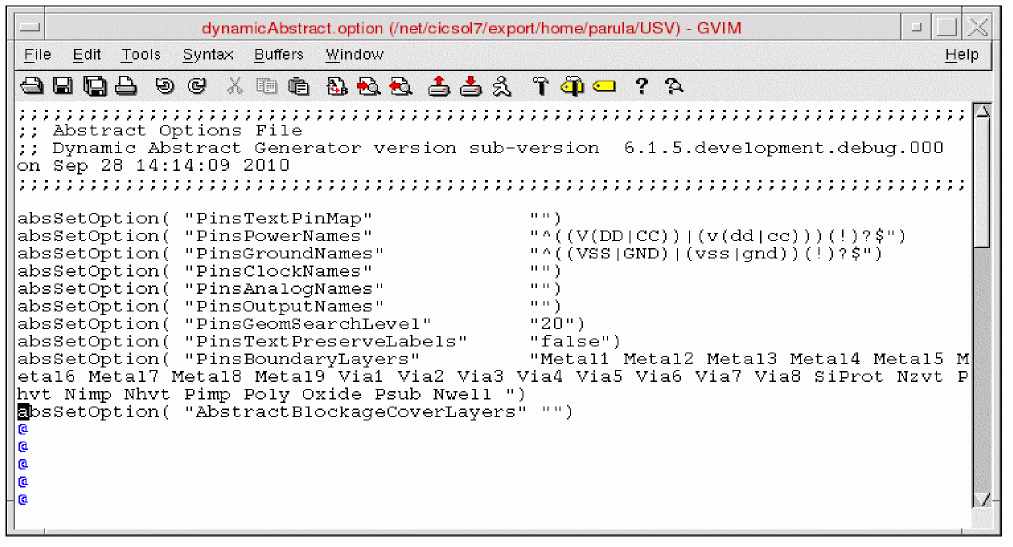 dynamicAbstract.option (/net/cicsol7/export/home/parula/USV) - GVIM
File Edit Tools Syntax Buffers Window Help
;;;;;;;;;;;;;;;;;;;;;;;;;;;;;;;;;;;;;;;;;;;;;;;;;;;;;;;;;;;;;;;;;;;;;;;;;;;;;;;;
;; Abstract Options File
;; Dynamic Abstract Generator version sub-version  6.1.5.development.debug.000
on Sep 28 14:14:09 2010
;;;;;;;;;;;;;;;;;;;;;;;;;;;;;;;;;;;;;;;;;;;;;;;;;;;;;;;;;;;;;;;;;;;;;;;;;;;;;;;;
absSetOption( "PinsTextPinMap"             "")
absSetOption( "PinsPowerNames"             "^((V(DD|CC))|(v(dd|cc)))(!)?$")
absSetOption( "PinsGroundNames"            "^((VSS|GND)|(vss|gnd))(!)?$")
absSetOption( "PinsClockNames"             "")
absSetOption( "PinsAnalogNames"            "")
absSetOption( "PinsOutputNames"            "")
absSetOption( "PinsGeomSearchLevel"        "20")
absSetOption( "PinsTextPreserveLabels"     "false")
absSetOption( "PinsBoundaryLayers"         "Metal1 Metal2 Metal3 Metal4 Metal5 M
etal6 Metal7 Metal8 Metal9 Via1 Via2 Via3 Via4 Via5 Via6 Via7 Via8 SiProt Nzvt P
hvt Nimp Nhvt Pimp Poly Oxide Psub Nwell ")
absSetOption( "AbstractBlockageCoverLayers" "")
@
@
@
@
@